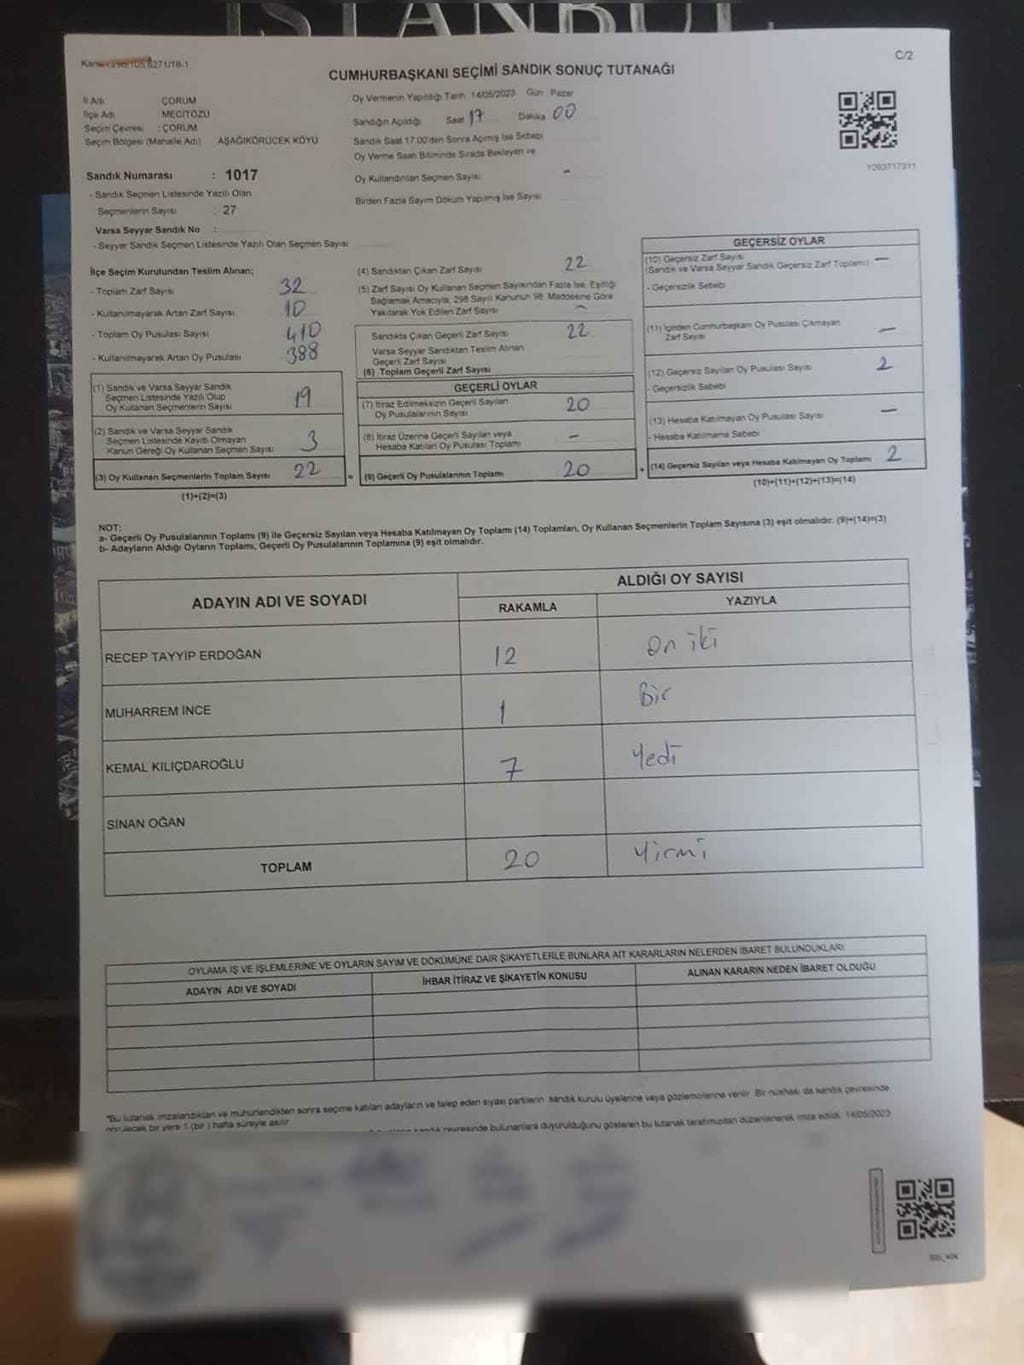 İSTANBUL
C/2
CUMHURBAŞKANI SEÇİMİ SANDIK SONUÇ TUTANAĞI
İl Adı ÇORUM
İlçe Adı MECİTÖZÜ
Seçim Çevresi : ÇORUM
Seçim Bölgesi (Mahalle Adı) AŞAĞIKÖRÜCEK KÖYÜ
Oy Vermenin Yapıldığı Tarih 14/05/2023 Gün Pazar
Sandığın Açıldığı Saat 17 Dakika 00
Sandık Saat 17.00'den Sonra Açılmış İse Sebebi
Oy Verme Saati Bitiminde Sırada Bekleyen ve
Oy Kullandırılan Seçmen Sayısı -
Birden Fazla Sayım Döküm Yapılmış İse Sayısı
Sandık Numarası : 1017
- Sandık Seçmen Listesinde Yazılı Olan
Seçmenlerin Sayısı : 27
Varsa Seyyar Sandık No :
- Seyyar Sandık Seçmen Listesinde Yazılı Olan Seçmen Sayısı
İlçe Seçim Kurulundan Teslim Alınan;
- Toplam Zarf Sayısı 32
- Kullanılmayarak Artan Zarf Sayısı 10
- Toplam Oy Pusulası Sayısı 410
- Kullanılmayarak Artan Oy Pusulası 388
(1) Sandık ve Varsa Seyyar Sandık
Seçmen Listesinde Yazılı Olup
Oy Kullanan Seçmenlerin Sayısı 19
(2) Sandık ve Varsa Seyyar Sandık
Seçmen Listesinde Kayıtlı Olmayan
Kanun Gereği Oy Kullanan Seçmen Sayısı 3
(3) Oy Kullanan Seçmenlerin Toplam Sayısı 22 =
(1)+(2)=(3)
(4) Sandıktan Çıkan Zarf Sayısı 22
(5) Zarf Sayısı Oy Kullanan Seçmen Sayısından Fazla İse, Eşitliği
Sağlamak Amacıyla, 298 Sayılı Kanunun 98. Maddesine Göre
Yakılarak Yok Edilen Zarf Sayısı -
Sandıkta Çıkan Geçerli Zarf Sayısı 22
Varsa Seyyar Sandıktan Teslim Alınan
Geçerli Zarf Sayısı
(6) Toplam Geçerli Zarf Sayısı
GEÇERLİ OYLAR
(7) İtiraz Edilmeksizin Geçerli Sayılan
Oy Pusulalarının Sayısı 20
(8) İtiraz Üzerine Geçerli Sayılan veya
Hesaba Katılan Oy Pusulası Toplamı -
(9) Geçerli Oy Pusulalarının Toplamı 20 +
GEÇERSİZ OYLAR
(10) Geçersiz Zarf Sayısı
(Sandık ve Varsa Seyyar Sandık Geçersiz Zarf Toplamı) -
- Geçersizlik Sebebi
(11) İçinden Cumhurbaşkanı Oy Pusulası Çıkmayan
Zarf Sayısı -
(12) Geçersiz Sayılan Oy Pusulası Sayısı 2
- Geçersizlik Sebebi
(13) Hesaba Katılmayan Oy Pusulası Sayısı -
- Hesaba Katılmama Sebebi
(14) Geçersiz Sayılan veya Hesaba Katılmayan Oy Toplamı 2
(10)+(11)+(12)+(13)=(14)
NOT:
a- Geçerli Oy Pusulalarının Toplamı (9) ile Geçersiz Sayılan veya Hesaba Katılmayan Oy Toplamı (14) Toplamları, Oy Kullanan Seçmenlerin Toplam Sayısına (3) eşit olmalıdır. (9)+(14)=(3)
b- Adayların Aldığı Oyların Toplamı, Geçerli Oy Pusulalarının Toplamına (9) eşit olmalıdır.
ADAYIN ADI VE SOYADI
ALDIĞI OY SAYISI
RAKAMLA YAZIYLA
RECEP TAYYİP ERDOĞAN 12 on iki
MUHARREM İNCE 1 Bir
KEMAL KILIÇDAROĞLU 7 Yedi
SİNAN OĞAN
TOPLAM 20 Yirmi
OYLAMA İŞ VE İŞLEMLERİNE VE OYLARIN SAYIM VE DÖKÜMÜNE DAİR ŞİKAYETLERLE BUNLARA AİT KARARLARIN NELERDEN İBARET BULUNDUKLARI
ADAYIN ADI VE SOYADI İHBAR İTİRAZ VE ŞİKAYETİN KONUSU ALINAN KARARIN NEDEN İBARET OLDUĞU
*Bu tutanak imzalandıktan ve mühürlendikten sonra seçime katılan adayların ve talep eden siyasi partilerin sandık kurulu üyelerine veya gözlemcilerine verilir. Bir nüshası da sandık çevresinde
görülecek bir yere 1 (bir) hafta süreyle asılır.
çevresinde bulunanlara duyurulduğunu gösteren bu tutanak tarafımızdan düzenlenerek imza edildi. 14/05/2023